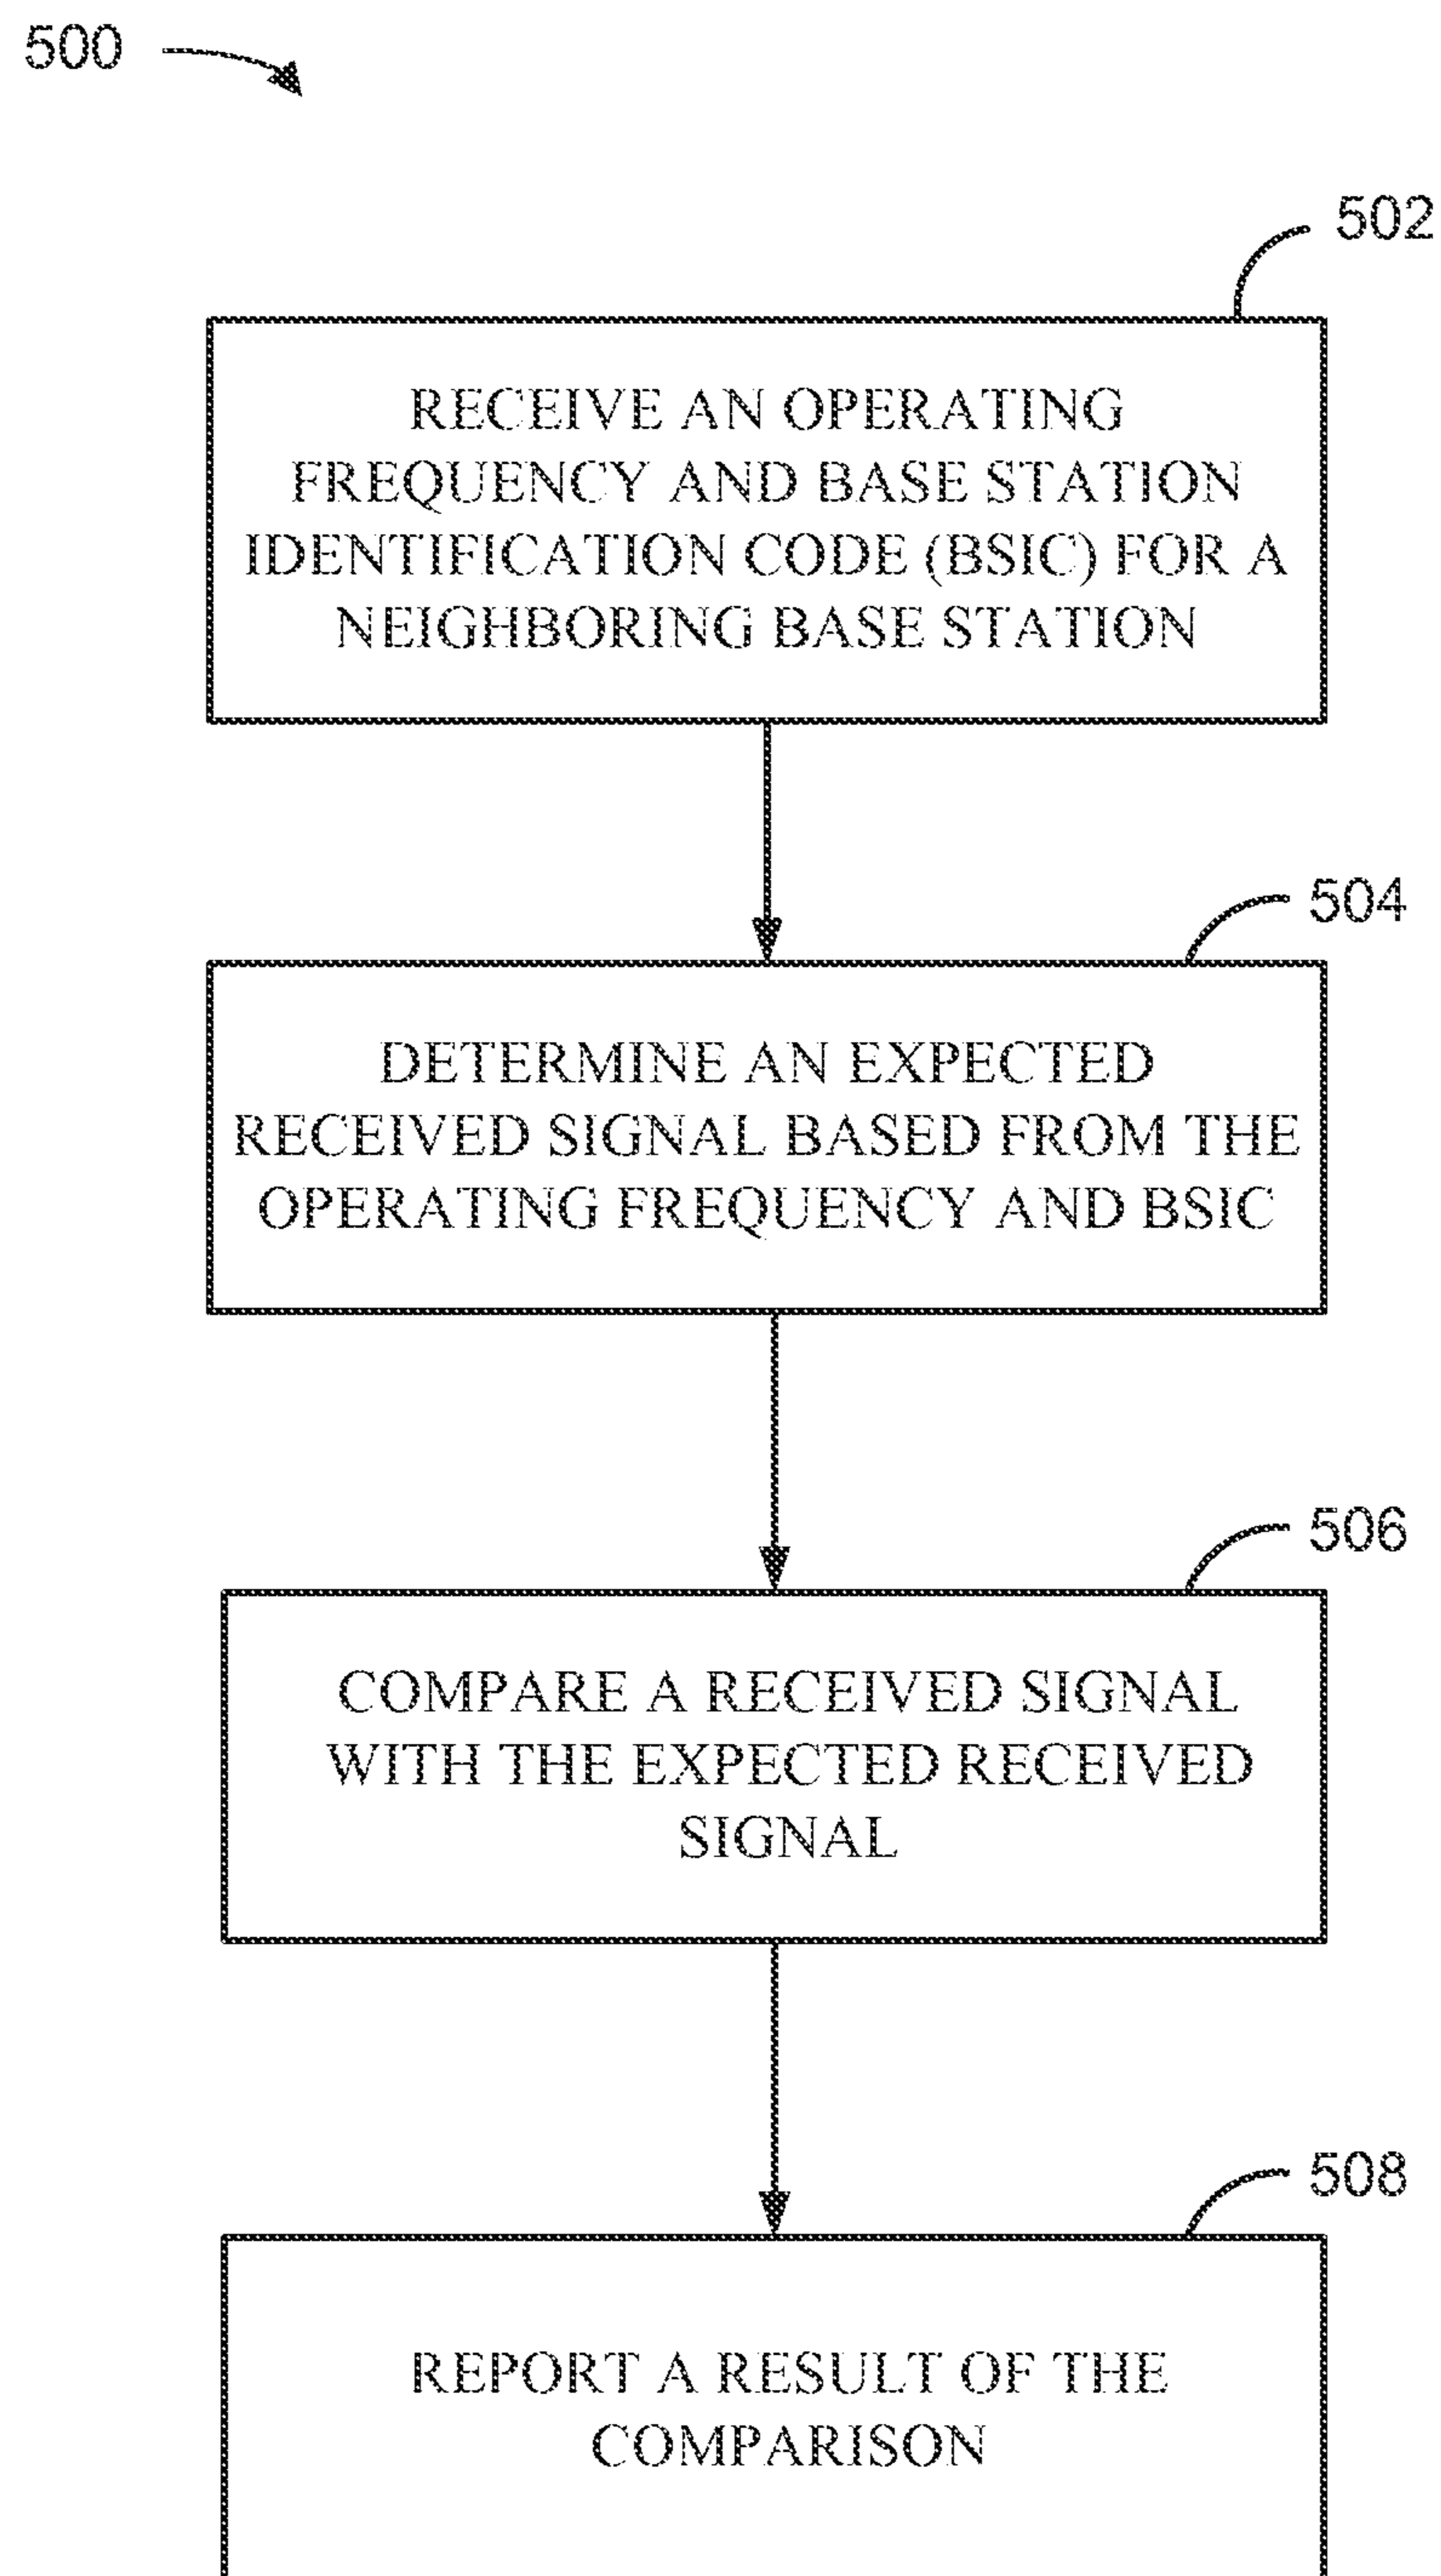 500
502
RECEIVE AN OPERATING
FREQUENCY AND BASE STATION
IDENTIFICATION CODE (BSIC) FOR A
NEIGHBORING BASE STATION
504
DETERMINE AN EXPECTED
RECEIVED SIGNAL BASED FROM THE
OPERATING FREQUENCY AND BSIC
506
COMPARE A RECEIVED SIGNAL
WITH THE EXPECTED RECEIVED
SIGNAL
508
REPORT A RESULT OF THE
COMPARISON